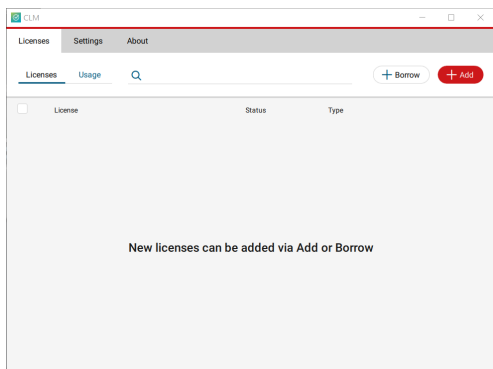 CLM
Licenses Settings About
Licenses Usage Borrow Add
License Status Type
New licenses can be added via Add or Borrow